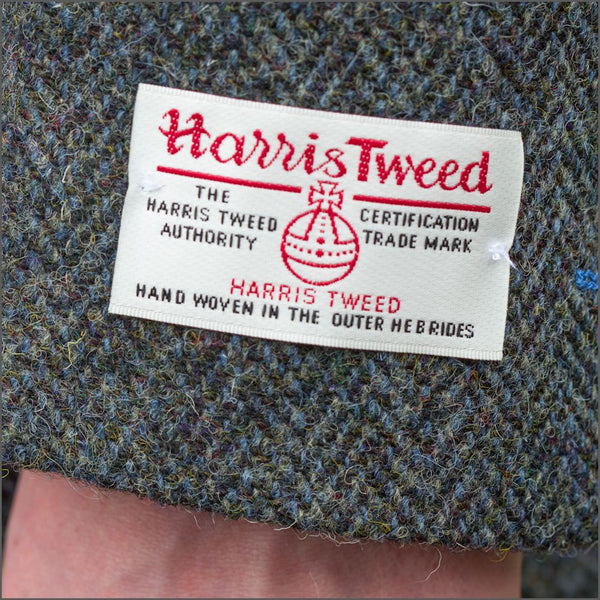 Harris Tweed
THE
HARRIS TWEED
AUTHORITY
CERTIFICATION
TRADE MARK
HARRIS TWEED
HAND WOVEN IN THE OUTER HEBRIDES